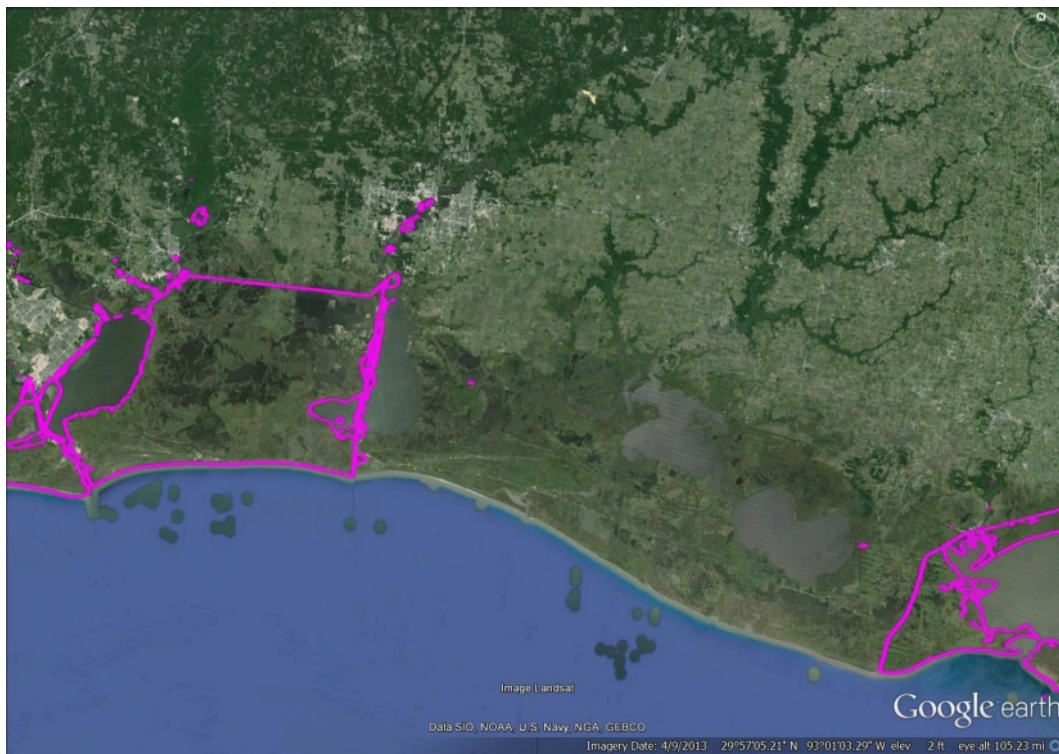 N
Image Landsat
Google earth
Data SIO, NOAA, U.S. Navy, NGA, GEBCO
Imagery Date: 4/9/2013 29°57'05.21" N 93°01'03.29" W elev 2 ft eye alt 105.23 mi